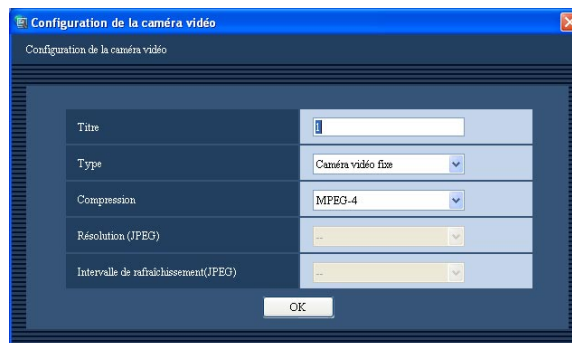 Configuration de la caméra vidéo
Configuration de la caméra vidéo
Titre 1
Type Caméra vidéo fixe
Compression MPEG-4
Résolution (JPEG) --
Intervalle de rafraîchissement(JPEG) --
OK